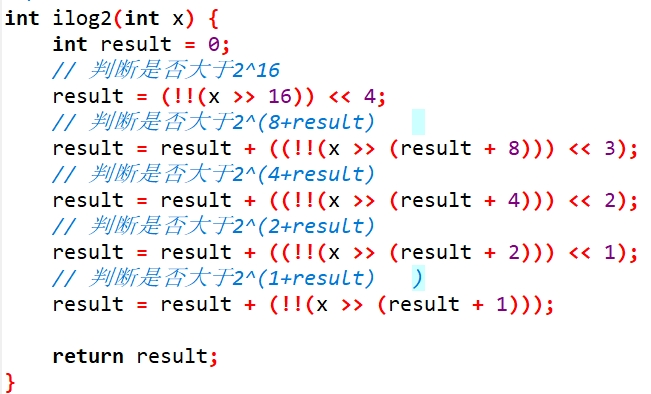 int ilog2(int x) {
    int result = 0;
    // 判断是否大于2^16
    result = (!!(x >> 16)) << 4;
    // 判断是否大于2^(8+result)
    result = result + ((!!(x >> (result + 8))) << 3);
    // 判断是否大于2^(4+result)
    result = result + ((!!(x >> (result + 4))) << 2);
    // 判断是否大于2^(2+result)
    result = result + ((!!(x >> (result + 2))) << 1);
    // 判断是否大于2^(1+result)   )
    result = result + (!!(x >> (result + 1)));
    return result;
}